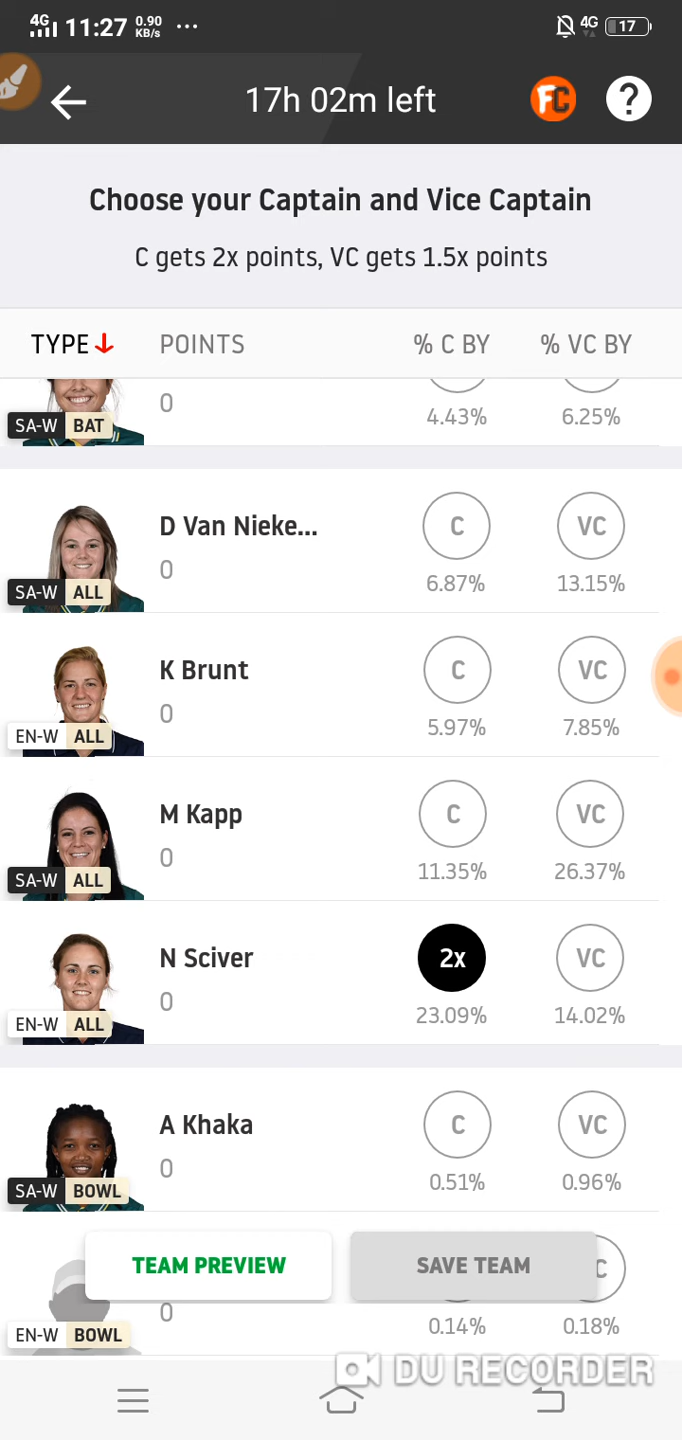 4G 11:27 0.90 KB/s ... 4G 17
17h 02m left FC ?
Choose your Captain and Vice Captain
C gets 2x points, VC gets 1.5x points
TYPE POINTS % C BY % VC BY
0 4.43% 6.25%
SA-W BAT
D Van Nieke... C VC
0 6.87% 13.15%
SA-W ALL
K Brunt C VC
0 5.97% 7.85%
EN-W ALL
M Kapp C VC
0 11.35% 26.37%
SA-W ALL
N Sciver 2x VC
0 23.09% 14.02%
EN-W ALL
A Khaka C VC
0 0.51% 0.96%
SA-W BOWL
TEAM PREVIEW SAVE TEAM C
0 0.14% 0.18%
EN-W BOWL
DU RECORDER